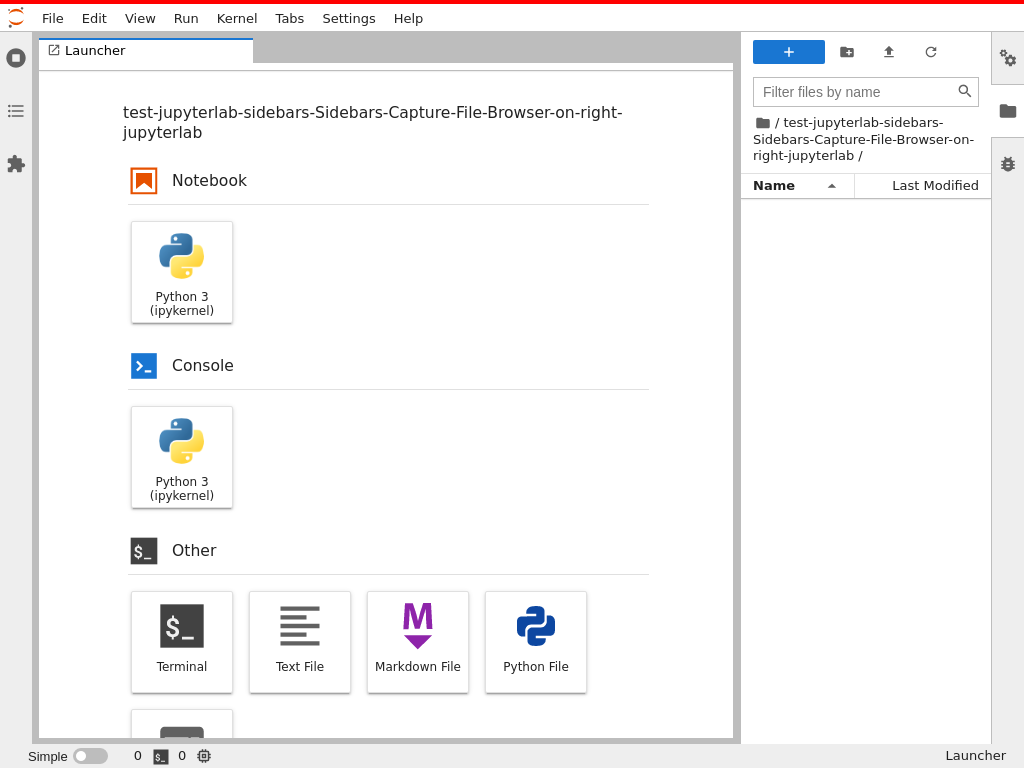 File Edit View Run Kernel Tabs Settings Help
Launcher
test-jupyterlab-sidebars-Sidebars-Capture-File-Browser-on-right-
jupyterlab
Notebook
Python 3
(ipykernel)
Console
Python 3
(ipykernel)
$_ Other
$_
Terminal
Text File
M
Markdown File
Python File
+
Filter files by name
/ test-jupyterlab-sidebars-
Sidebars-Capture-File-Browser-on-
right-jupyterlab /
Name Last Modified
Simple 0 $_ 0 Launcher